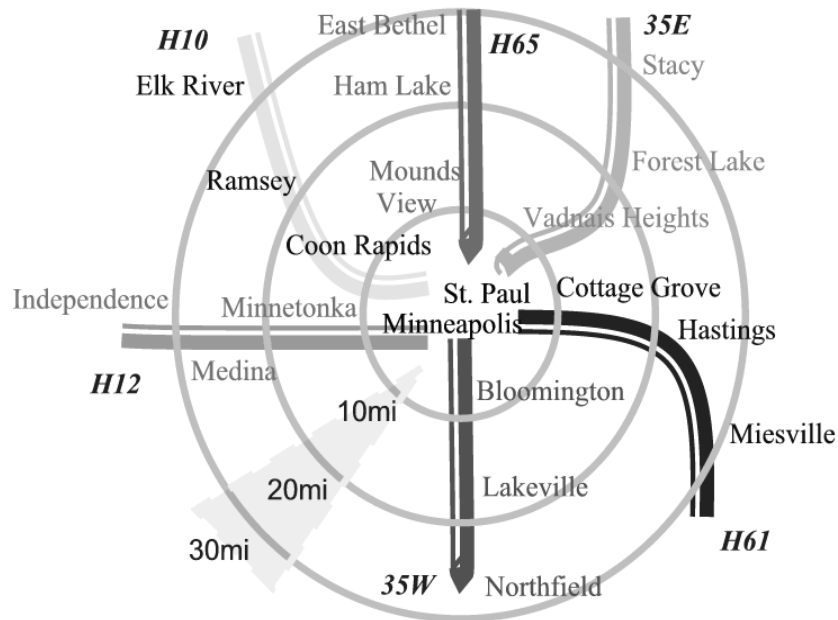 East Bethel
H10
H65
35E
Stacy
Elk River
Ham Lake
Forest Lake
Mounds
View
Ramsey
Vadnais Heights
Coon Rapids
St. Paul
Cottage Grove
Independence
Minnetonka
Minneapolis
Hastings
Medina
H12
10mi
Bloomington
Miesville
20mi
Lakeville
30mi
H61
35W
Northfield